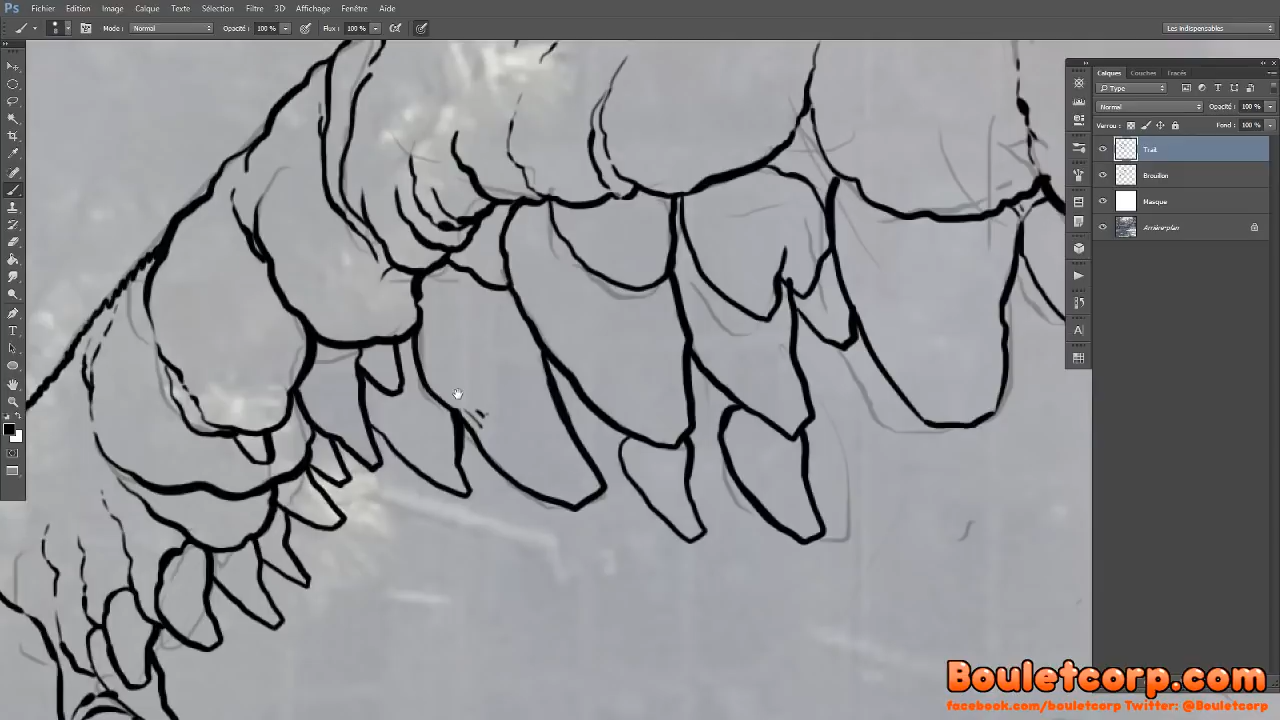 Ps Fichier Edition Image Calque Texte Sélection Filtre 3D Affichage Fenêtre Aide
Mode : Normal Opacité : 100 % Flux : 100 % Les indispensables
Calques Couches Tracés
Type
Normal Opacité : 100 %
Verrou : Fond : 100 %
Trait
Brouillon
Masque
Arrière-plan
Bouletcorp.com
facebook.com/bouletcorp Twitter: @Bouletcorp